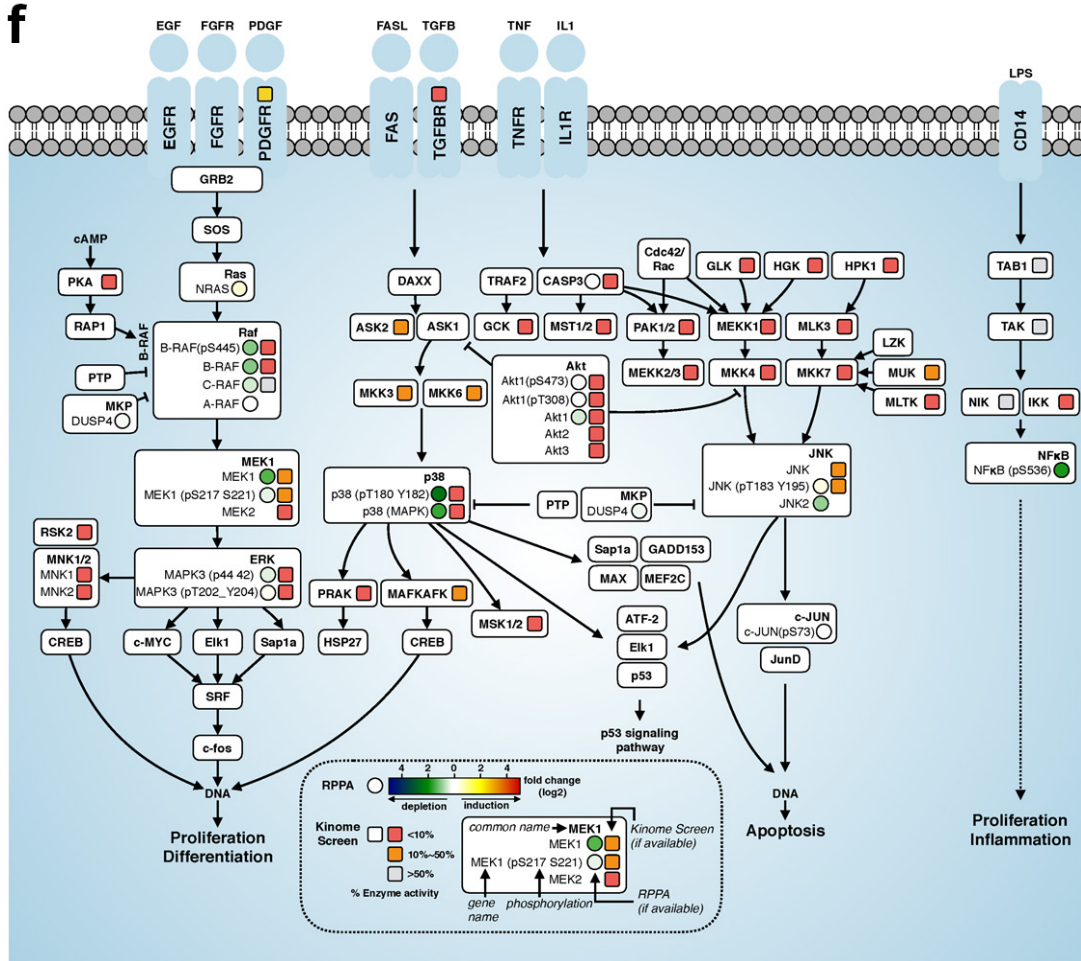 f
EGF
FGFR
PDGF
FASL
TGFB
TNF
IL1
LPS
EGFR
FGFR
PDGFR
FAS
TGFBR
TNFR
IL1R
CD14
GRB2
SOS
cAMP
PKA
RAP1
B-RAF
PTP
MKP
DUSP4
Ras
NRAS
Raf
B-RAF(pS445)
B-RAF
C-RAF
A-RAF
MEK1
MEK1
MEK1 (pS217 S221)
MEK2
RSK2
MNK1/2
MNK1
MNK2
ERK
MAPK3 (p44 42)
MAPK3 (pT202_Y204)
CREB
c-MYC
Elk1
Sap1a
SRF
c-fos
DNA
Proliferation
Differentiation
DAXX
ASK2
ASK1
MKK3
MKK6
p38
p38 (pT180 Y182)
p38 (MAPK)
PRAK
MAFKAFK
MSK1/2
HSP27
CREB
TRAF2
CASP3
GCK
MST1/2
Cdc42/
Rac
GLK
HGK
HPK1
PAK1/2
MEKK1
MLK3
MEKK2/3
MKK4
MKK7
LZK
MUK
MLTK
Akt
Akt1(pS473)
Akt1(pT308)
Akt1
Akt2
Akt3
JNK
JNK
JNK (pT183 Y195)
JNK2
PTP
MKP
DUSP4
Sap1a
GADD153
MAX
MEF2C
ATF-2
Elk1
p53
p53 signaling
pathway
c-JUN
c-JUN(pS73)
JunD
DNA
Apoptosis
TAB1
TAK
NIK
IKK
NFκB
NFκB (pS536)
Proliferation
Inflammation
RPPA
4 2 0 2 4
fold change
(log2)
depletion
induction
Kinome
Screen
<10%
10%~50%
>50%
% Enzyme activity
common name
MEK1
MEK1
MEK1 (pS217 S221)
MEK2
Kinome Screen
(if available)
gene
name
phosphorylation
RPPA
(if available)